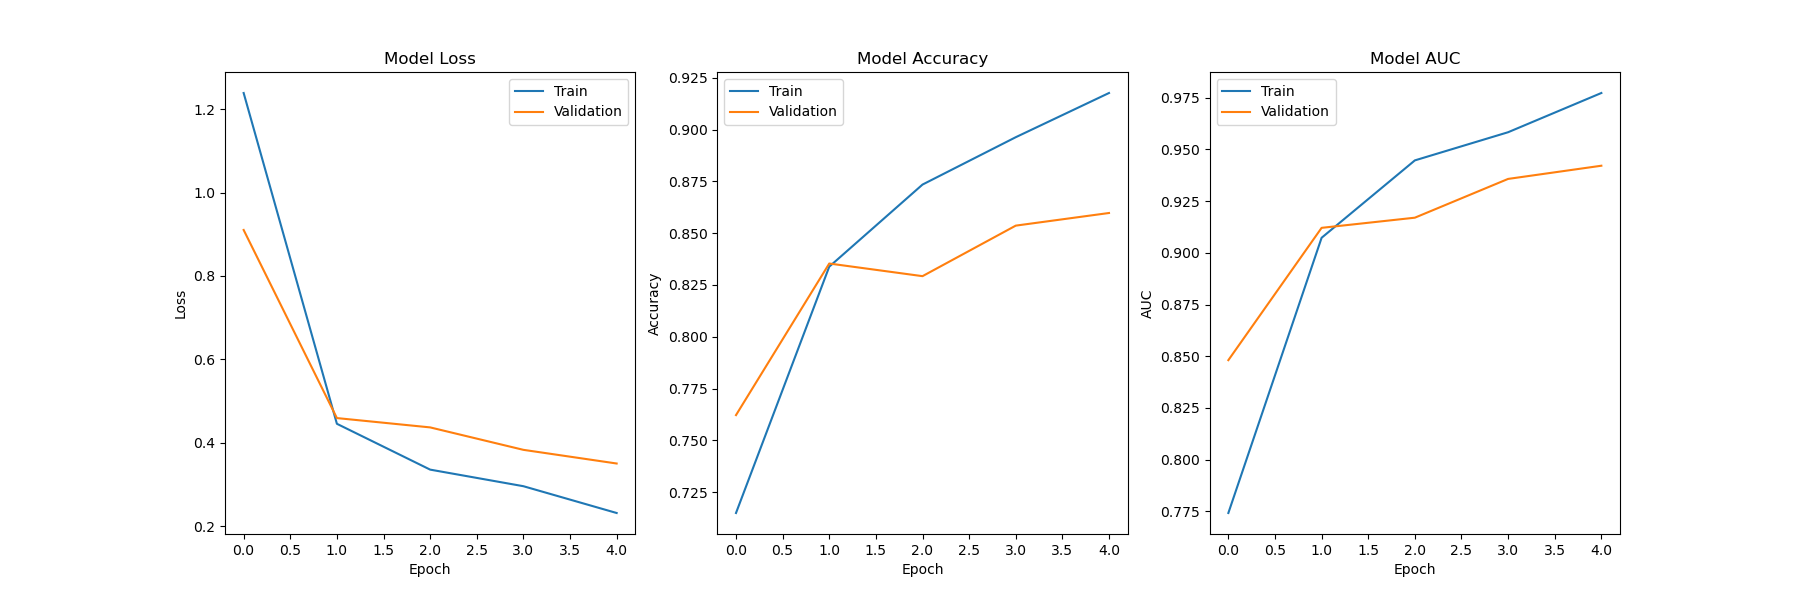 Model Loss
Train
Validation
1.2
1.0
0.8
0.6
0.4
0.2
Loss
0.0 0.5 1.0 1.5 2.0 2.5 3.0 3.5 4.0
Epoch
Model Accuracy
Train
Validation
0.925
0.900
0.875
0.850
0.825
0.800
0.775
0.750
0.725
Accuracy
0.0 0.5 1.0 1.5 2.0 2.5 3.0 3.5 4.0
Epoch
Model AUC
Train
Validation
0.975
0.950
0.925
0.900
0.875
0.850
0.825
0.800
0.775
AUC
0.0 0.5 1.0 1.5 2.0 2.5 3.0 3.5 4.0
Epoch